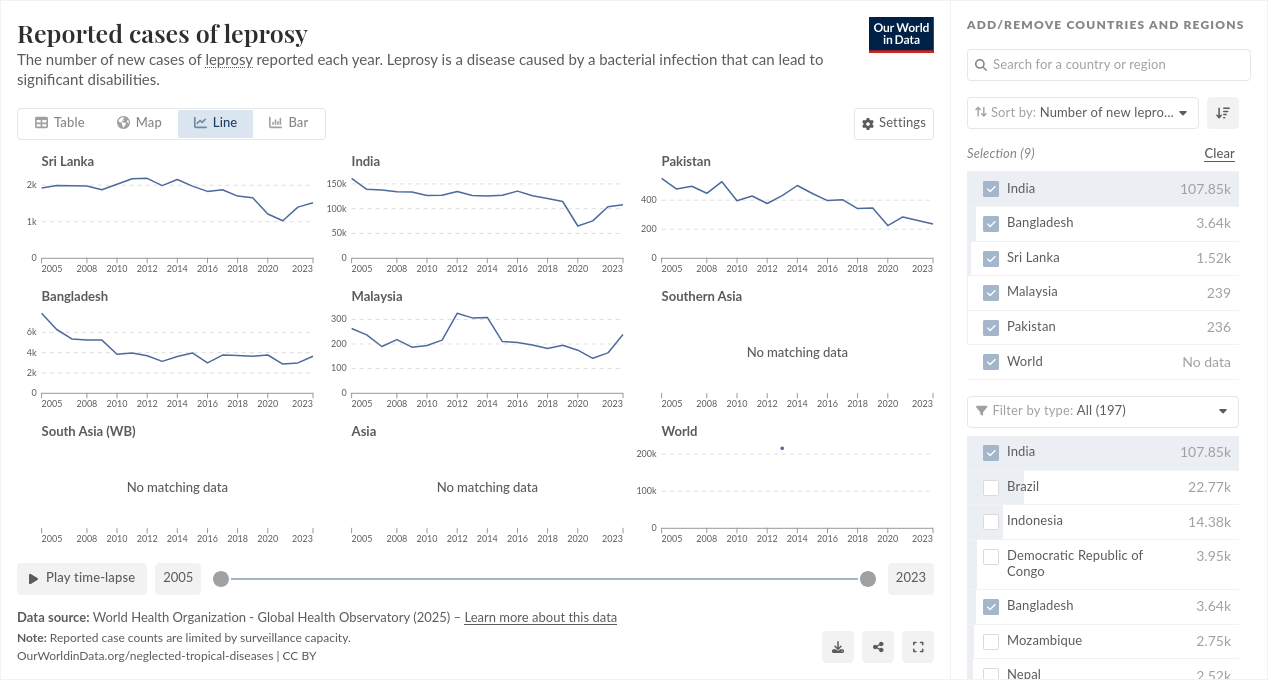 Reported cases of leprosy
The number of new cases of leprosy reported each year. Leprosy is a disease caused by a bacterial infection that can lead to
significant disabilities.
Our World
in Data
Table
Map
Line
Bar
Settings
Sri Lanka
2k
1k
0
2005 2008 2010 2012 2014 2016 2018 2020 2023
India
150k
100k
50k
0
2005 2008 2010 2012 2014 2016 2018 2020 2023
Pakistan
400
200
0
2005 2008 2010 2012 2014 2016 2018 2020 2023
Bangladesh
6k
4k
2k
0
2005 2008 2010 2012 2014 2016 2018 2020 2023
Malaysia
300
200
100
0
2005 2008 2010 2012 2014 2016 2018 2020 2023
Southern Asia
No matching data
2005 2008 2010 2012 2014 2016 2018 2020 2023
South Asia (WB)
No matching data
2005 2008 2010 2012 2014 2016 2018 2020 2023
Asia
No matching data
2005 2008 2010 2012 2014 2016 2018 2020 2023
World
200k
100k
0
2005 2008 2010 2012 2014 2016 2018 2020 2023
Play time-lapse
2005
2023
Data source: World Health Organization - Global Health Observatory (2025) – Learn more about this data
Note: Reported case counts are limited by surveillance capacity.
OurWorldinData.org/neglected-tropical-diseases | CC BY
ADD/REMOVE COUNTRIES AND REGIONS
Search for a country or region
Sort by: Number of new lepro...
Selection (9)
Clear
India 107.85k
Bangladesh 3.64k
Sri Lanka 1.52k
Malaysia 239
Pakistan 236
World No data
Filter by type: All (197)
India 107.85k
Brazil 22.77k
Indonesia 14.38k
Democratic Republic of 3.95k
Congo
Bangladesh 3.64k
Mozambique 2.75k
Nepal 2.52k